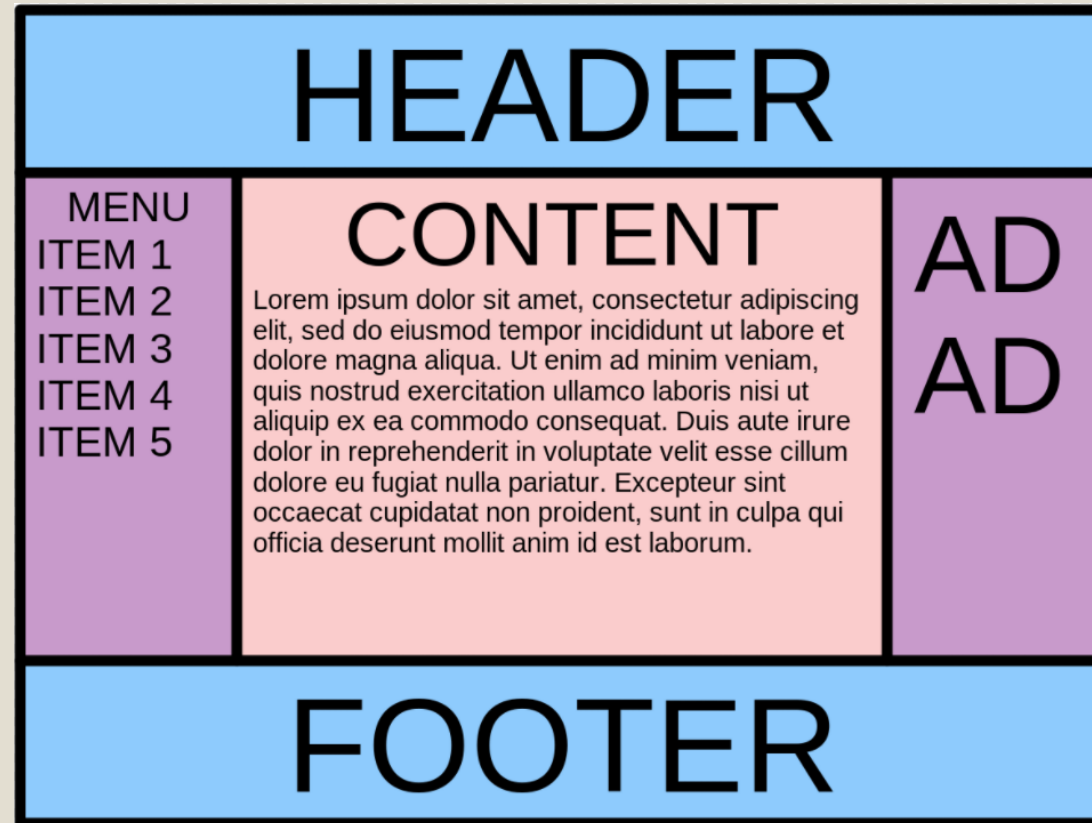 HEADER
MENU
ITEM 1
ITEM 2
ITEM 3
ITEM 4
ITEM 5
CONTENT
Lorem ipsum dolor sit amet, consectetur adipiscing
elit, sed do eiusmod tempor incididunt ut labore et
dolore magna aliqua. Ut enim ad minim veniam,
quis nostrud exercitation ullamco laboris nisi ut
aliquip ex ea commodo consequat. Duis aute irure
dolor in reprehenderit in voluptate velit esse cillum
dolore eu fugiat nulla pariatur. Excepteur sint
occaecat cupidatat non proident, sunt in culpa qui
officia deserunt mollit anim id est laborum.
AD
AD
FOOTER